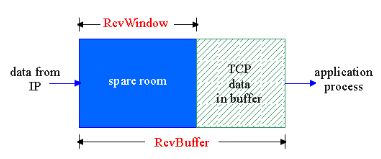 RcvWindow
data from
IP
spare room
TCP
data
in buffer
application
process
RcvBuffer